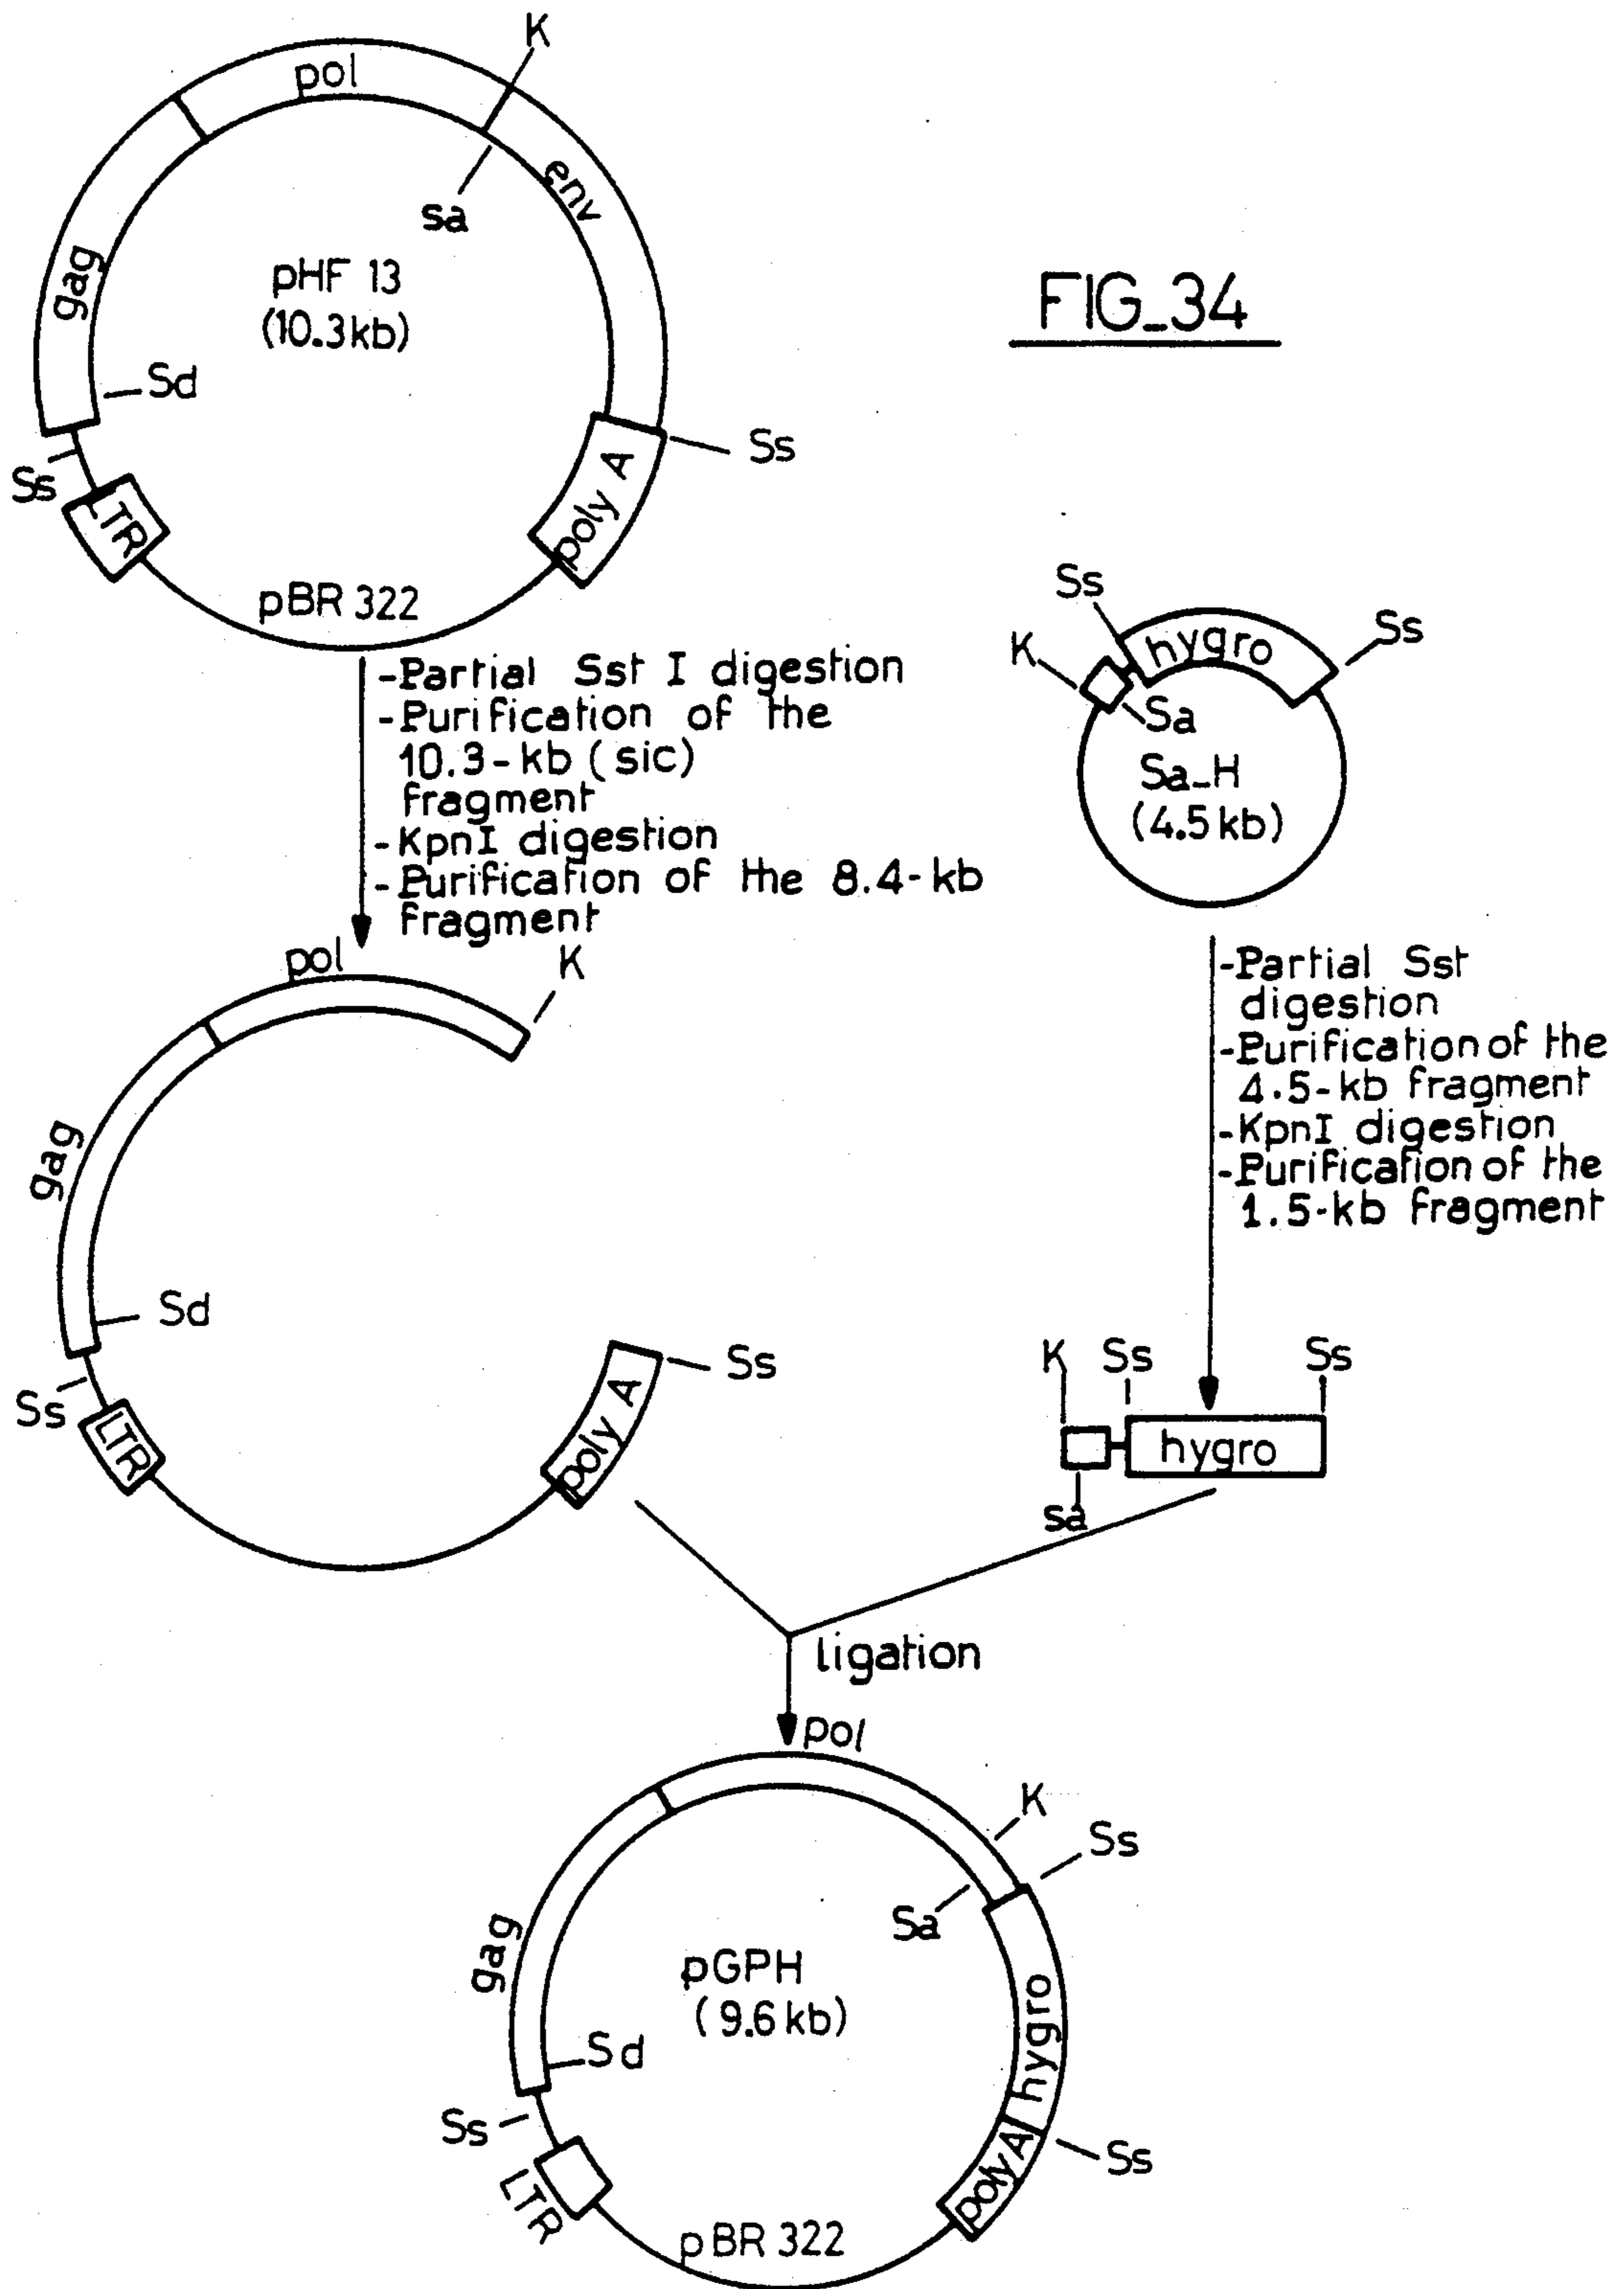 K
pol
env
sa
gag
pHF 13
(10.3kb)
FIG_34
Sd
Ss
Ss
LTR
poly A
pBR 322
-Partial Sst I digestion
-Purification of the
10.3-kb (sic)
fragment
-KpnI digestion
-Purification of the 8.4-kb
fragment
Ss
Ss
K
hygro
Sa
Sa_H
(4.5 kb)
-Partial Sst
digestion
-Purification of the
4.5-kb fragment
-KpnI digestion
-Purification of the
1.5-kb fragment
pol
K
gag
Sd
Ss
Ss
LTR
poly A
K
Ss
Ss
hygro
sa
ligation
pol
K
Ss
Sa
gag
pGPH
(9.6 kb)
hygro
Sd
Ss
Ss
LTR
polyA
pBR 322